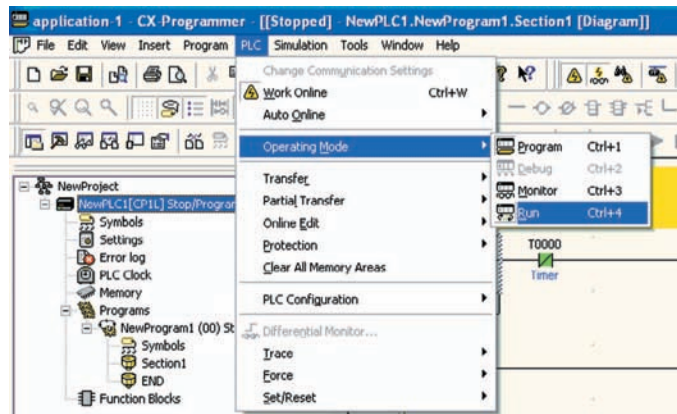 application-1 - CX-Programmer - [[Stopped] - NewPLC1.NewProgram1.Section1 [Diagram]]
File Edit View Insert Program PLC Simulation Tools Window Help
Change Communication Settings
Work Online Ctrl+W
Auto Online
Operating Mode
Program Ctrl+1
Debug Ctrl+2
Monitor Ctrl+3
Run Ctrl+4
Transfer
Partial Transfer
Online Edit
Protection
Clear All Memory Areas
PLC Configuration
Differential Monitor...
Trace
Force
Set/Reset
NewProject
NewPLC1[CP1L] Stop/Program
Symbols
Settings
Error log
PLC Clock
Memory
Programs
NewProgram1 (00) St
Symbols
Section1
END
Function Blocks
T0000
Timer